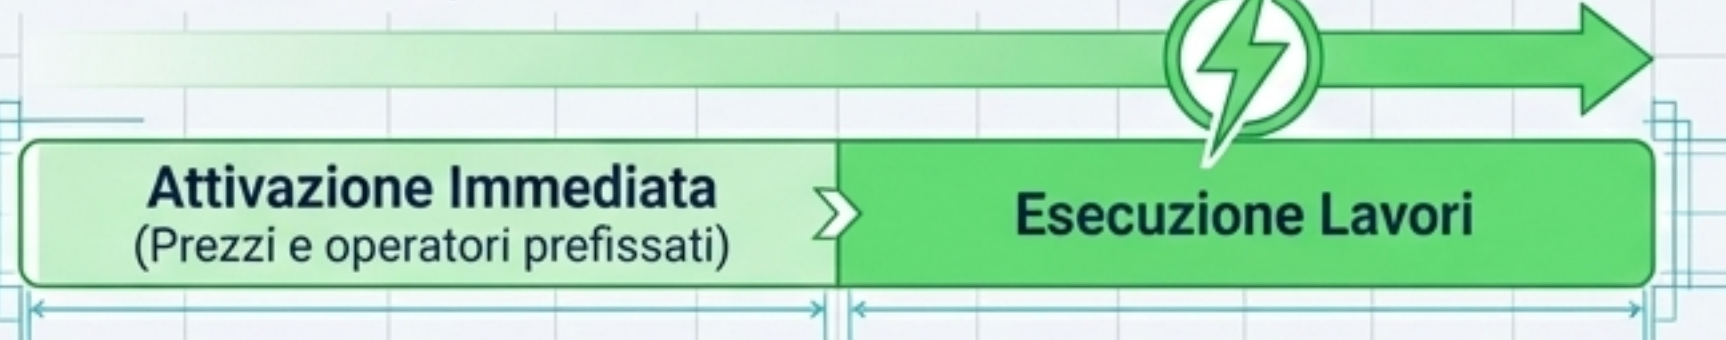 Attivazione Immediata
(Prezzi e operatori prefissati)
Esecuzione Lavori